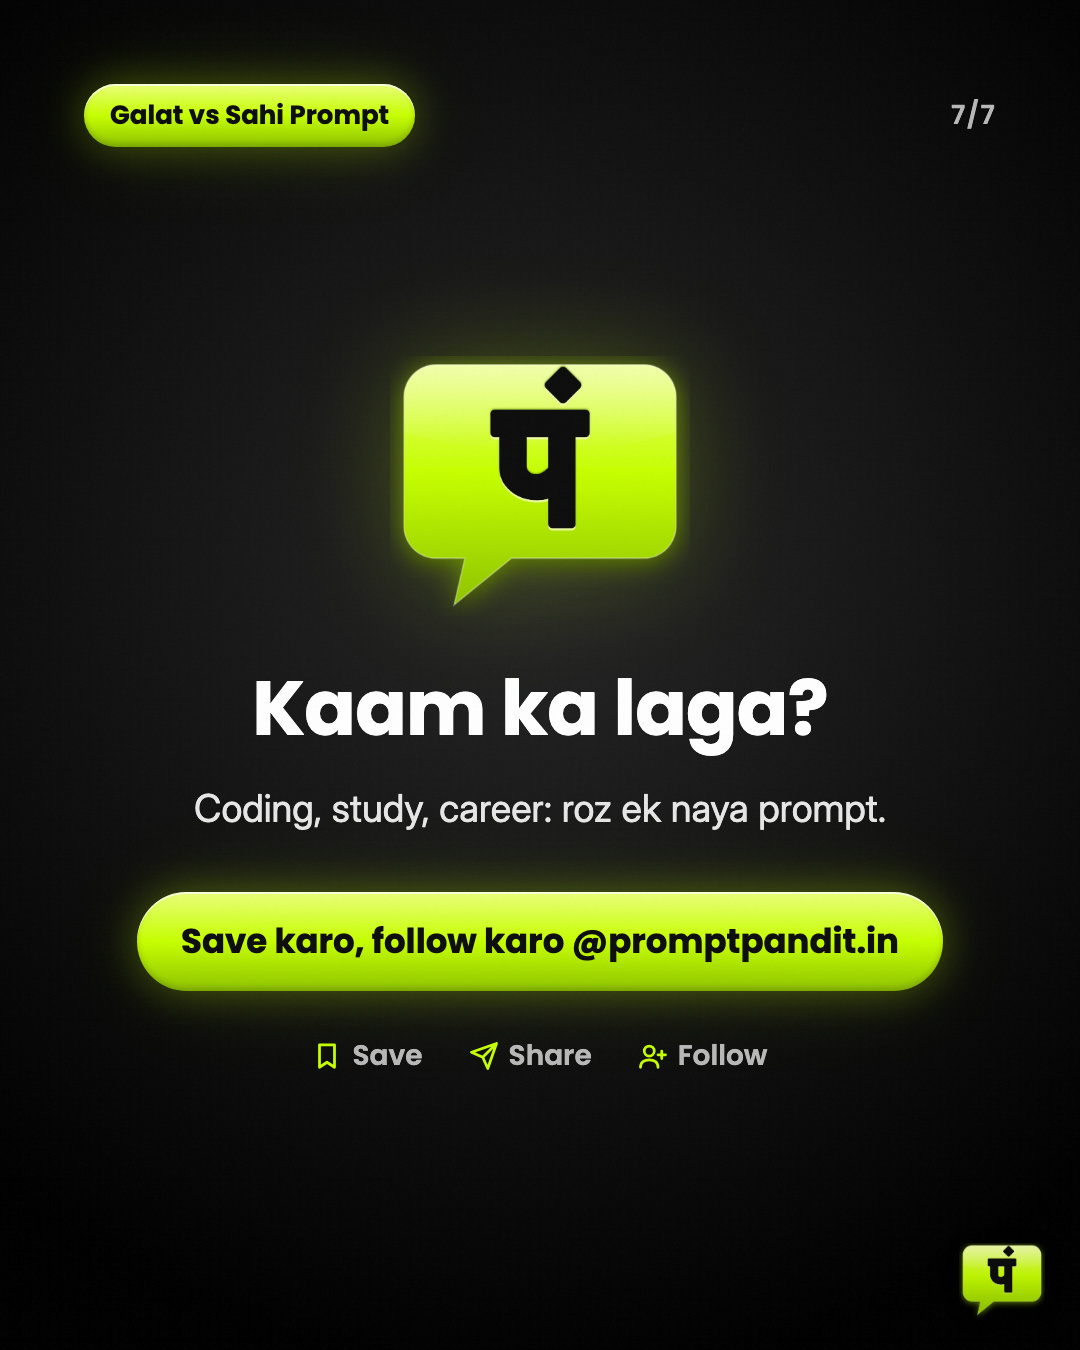 Galat vs Sahi Prompt
7/7
पं
Kaam ka laga?
Coding, study, career: roz ek naya prompt.
Save karo, follow karo @promptpandit.in
Save Share Follow
पं